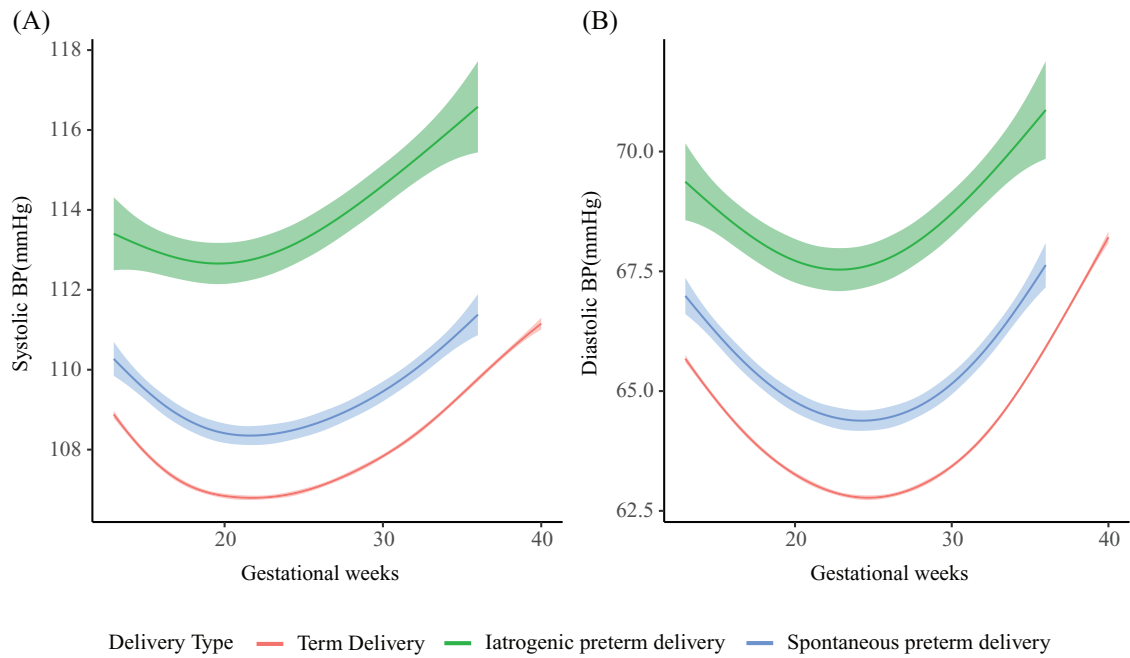 (A)
(B)
118
116
114
112
110
108
Systolic BP(mmHg)
20
30
40
Gestational weeks
70.0
67.5
65.0
62.5
Diastolic BP(mmHg)
20
30
40
Gestational weeks
Delivery Type Term Delivery Iatrogenic preterm delivery Spontaneous preterm delivery